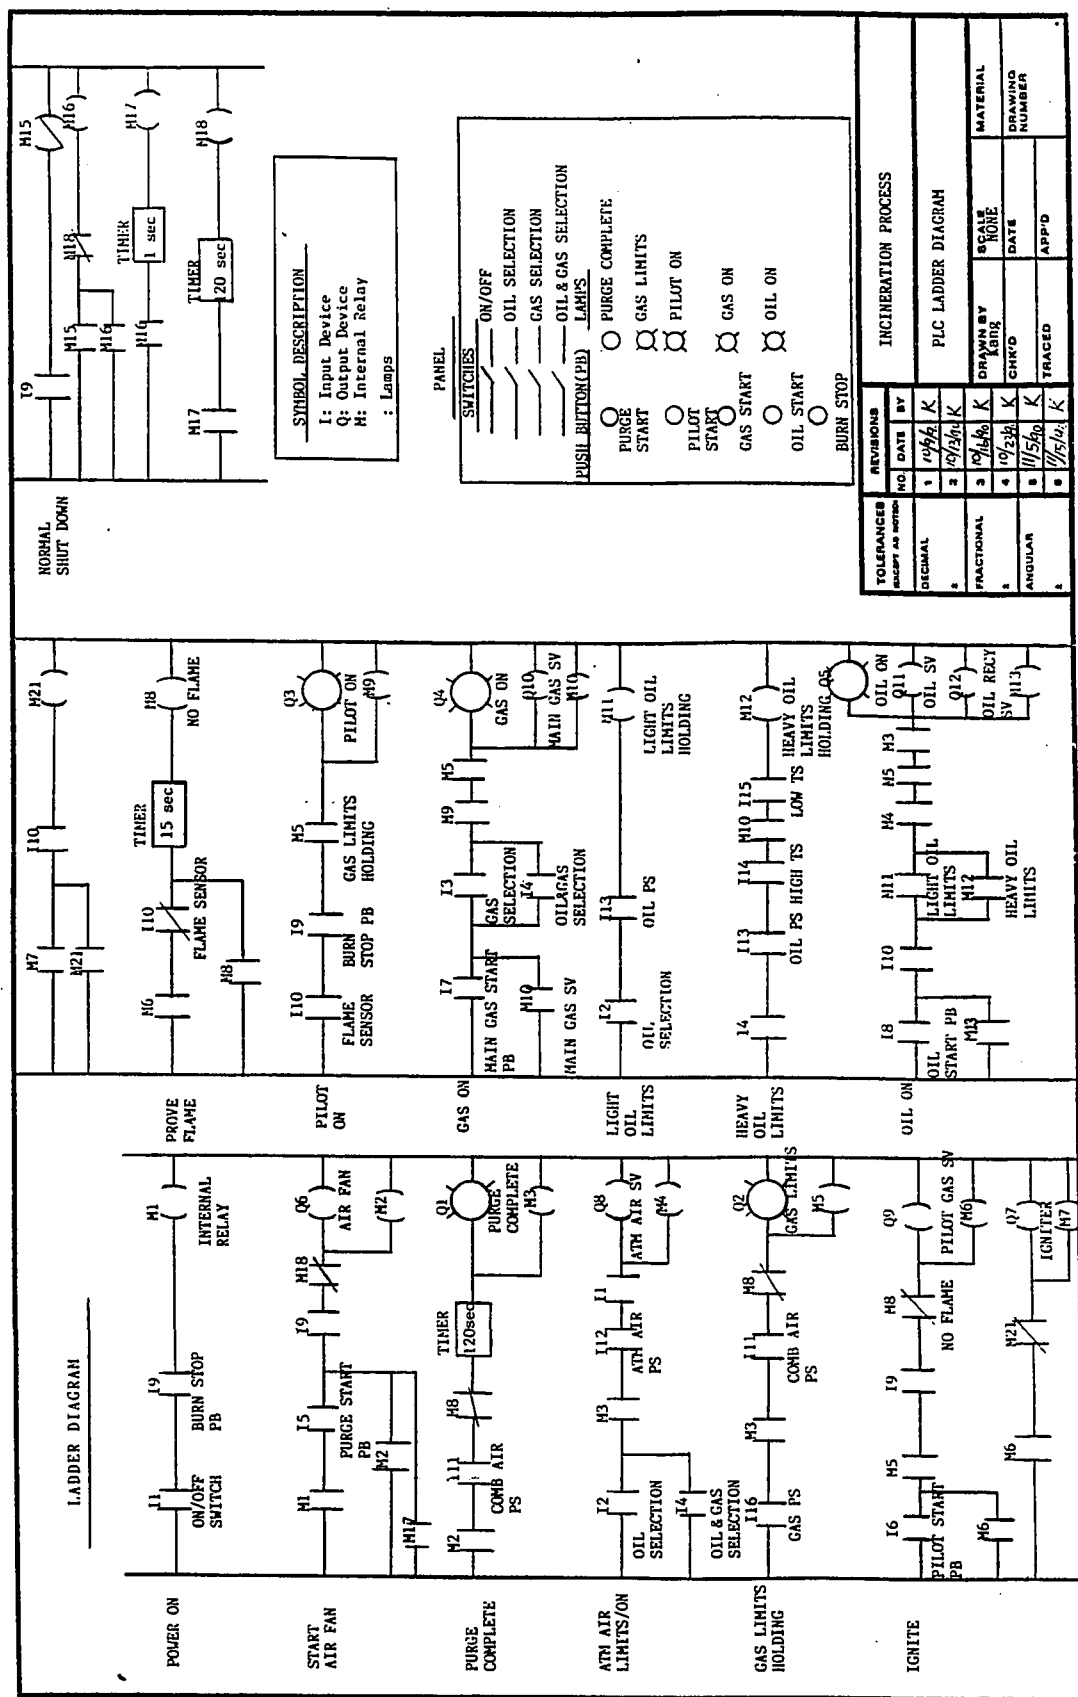 LADDER DIAGRAM
POWER ON
I1
ON/OFF
SWITCH
I9
BURN STOP
PB
M1
INTERNAL
RELAY
START
AIR FAN
M1
I5
PURGE START
PB
M2
M17
I9
M18
Q6
AIR FAN
M2
PURGE
COMPLETE
M2
I11
COMB AIR
PS
M8
TIMER
120sec
Q1
PURGE
COMPLETE
M3
ATM AIR
LIMITS/ON
I2
OIL
SELECTION
I4
OIL & GAS
SELECTION
M3
I12
ATM AIR
PS
I1
Q8
ATM AIR SV
M4
GAS LIMITS
HOLDING
I16
GAS PS
M3
I11
COMB AIR
PS
M8
Q2
GAS LIMITS
M5
IGNITE
I6
PILOT START
PB
M6
M5
I9
M8
NO FLAME
Q9
PILOT GAS SV
M6
M6
M21
Q7
IGNITER
M7
M7
M21
I10
M21
PROVE
FLAME
M6
I10
FLAME SENSOR
M8
TIMER
15 sec
M8
NO FLAME
PILOT
ON
I10
FLAME
SENSOR
I9
BURN
STOP PB
M5
GAS LIMITS
HOLDING
Q3
PILOT ON
M9
GAS ON
I7
MAIN GAS START
PB
M10
MAIN GAS SV
I3
GAS
SELECTION
I4
OIL&GAS
SELECTION
M9
M5
Q4
GAS ON
Q10
MAIN GAS SV
M10
LIGHT
OIL
LIMITS
I2
OIL
SELECTION
I13
OIL PS
M11
LIGHT OIL
LIMITS
HOLDING
HEAVY
OIL
LIMITS
I4
I13
OIL PS
I14
HIGH TS
M10
I15
LOW TS
M12
HEAVY OIL
LIMITS
HOLDING
OIL ON
I8
OIL
START PB
M13
I10
M11
LIGHT OIL
LIMITS
M12
HEAVY OIL
LIMITS
M4
M5
M3
Q5
OIL ON
Q11
OIL SV
Q12
OIL RECY
SV
M13
NORMAL
SHUT DOWN
I9
M15
M15
M16
M18
M16
M16
TIMER
1 sec
M17
M17
TIMER
20 sec
M18
SYMBOL DESCRIPTION
I: Input Device
Q: Output Device
M: Internal Relay
: Lamps
PANEL
SWITCHES
ON/OFF
OIL SELECTION
GAS SELECTION
OIL & GAS SELECTION
PUSH BUTTON(PB)
LAMPS
PURGE
START
PURGE COMPLETE
GAS LIMITS
PILOT
START
PILOT ON
GAS START
GAS ON
OIL START
OIL ON
BURN STOP
TOLERANCES
(EXCEPT AS NOTED)
DECIMAL
±
FRACTIONAL
±
ANGULAR
±
REVISIONS
NO. DATE BY
1 K
2 K
3 K
4 K
5 11/5/90 K
6 K
INCINERATION PROCESS
PLC LADDER DIAGRAM
DRAWN BY
Kang
SCALE
NONE
MATERIAL
CHK'D
DATE
DRAWING
NUMBER
TRACED
APP'D